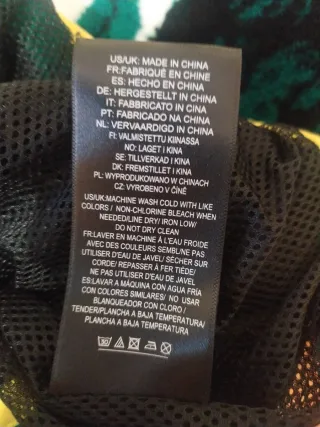 US/UK: MADE IN CHINA
FR:FABRIQUÉ EN CHINE
ES: HECHO EN CHINA
DE: HERGESTELLT IN CHINA
IT: FABBRICATO IN CINA
PT: FABRICADO NA CHINA
NL: VERVAARDIGD IN CHINA
FI: VALMISTETTU KIINASSA
NO: LAGET I KINA
SE: TILLVERKAD I KINA
DK: FREMSTILLET I KINA
PL: WYPRODUKOWANO W CHINACH
CZ: VYROBENO V ČÍNĚ
US/UK:MACHINE WASH COLD WITH LIKE
COLORS / NON-CHLORINE BLEACH WHEN
NEEDED/LINE DRY/ IRON LOW/
DO NOT DRY CLEAN
FR:LAVER EN MACHINE À L'EAU FROIDE
AVEC DES COULEURS SEMBLABLES/NE PAS
UTILISER D'EAU DE JAVEL/ SÉCHER SUR
CORDE/ REPASSER À FER TIÈDE/
NE PAS UTILISER D'EAU DE JAVEL
ES:LAVAR A MÁQUINA CON AGUA FRÍA
CON COLORES SIMILARES/ NO USAR
BLANQUEADOR CON CLORO /
TENDER/PLANCHA A BAJA TEMPERATURA/
PLANCHA A BAJA TEMPERATURA
30